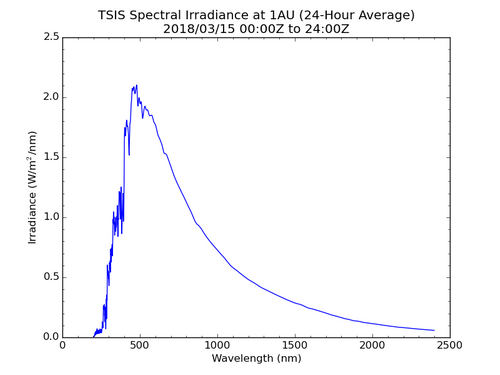 TSIS Spectral Irradiance at 1AU (24-Hour Average)
2018/03/15 00:00Z to 24:00Z
2.5
2.0
1.5
1.0
0.5
0.0
Irradiance (W/m²/nm)
0 500 1000 1500 2000 2500
Wavelength (nm)